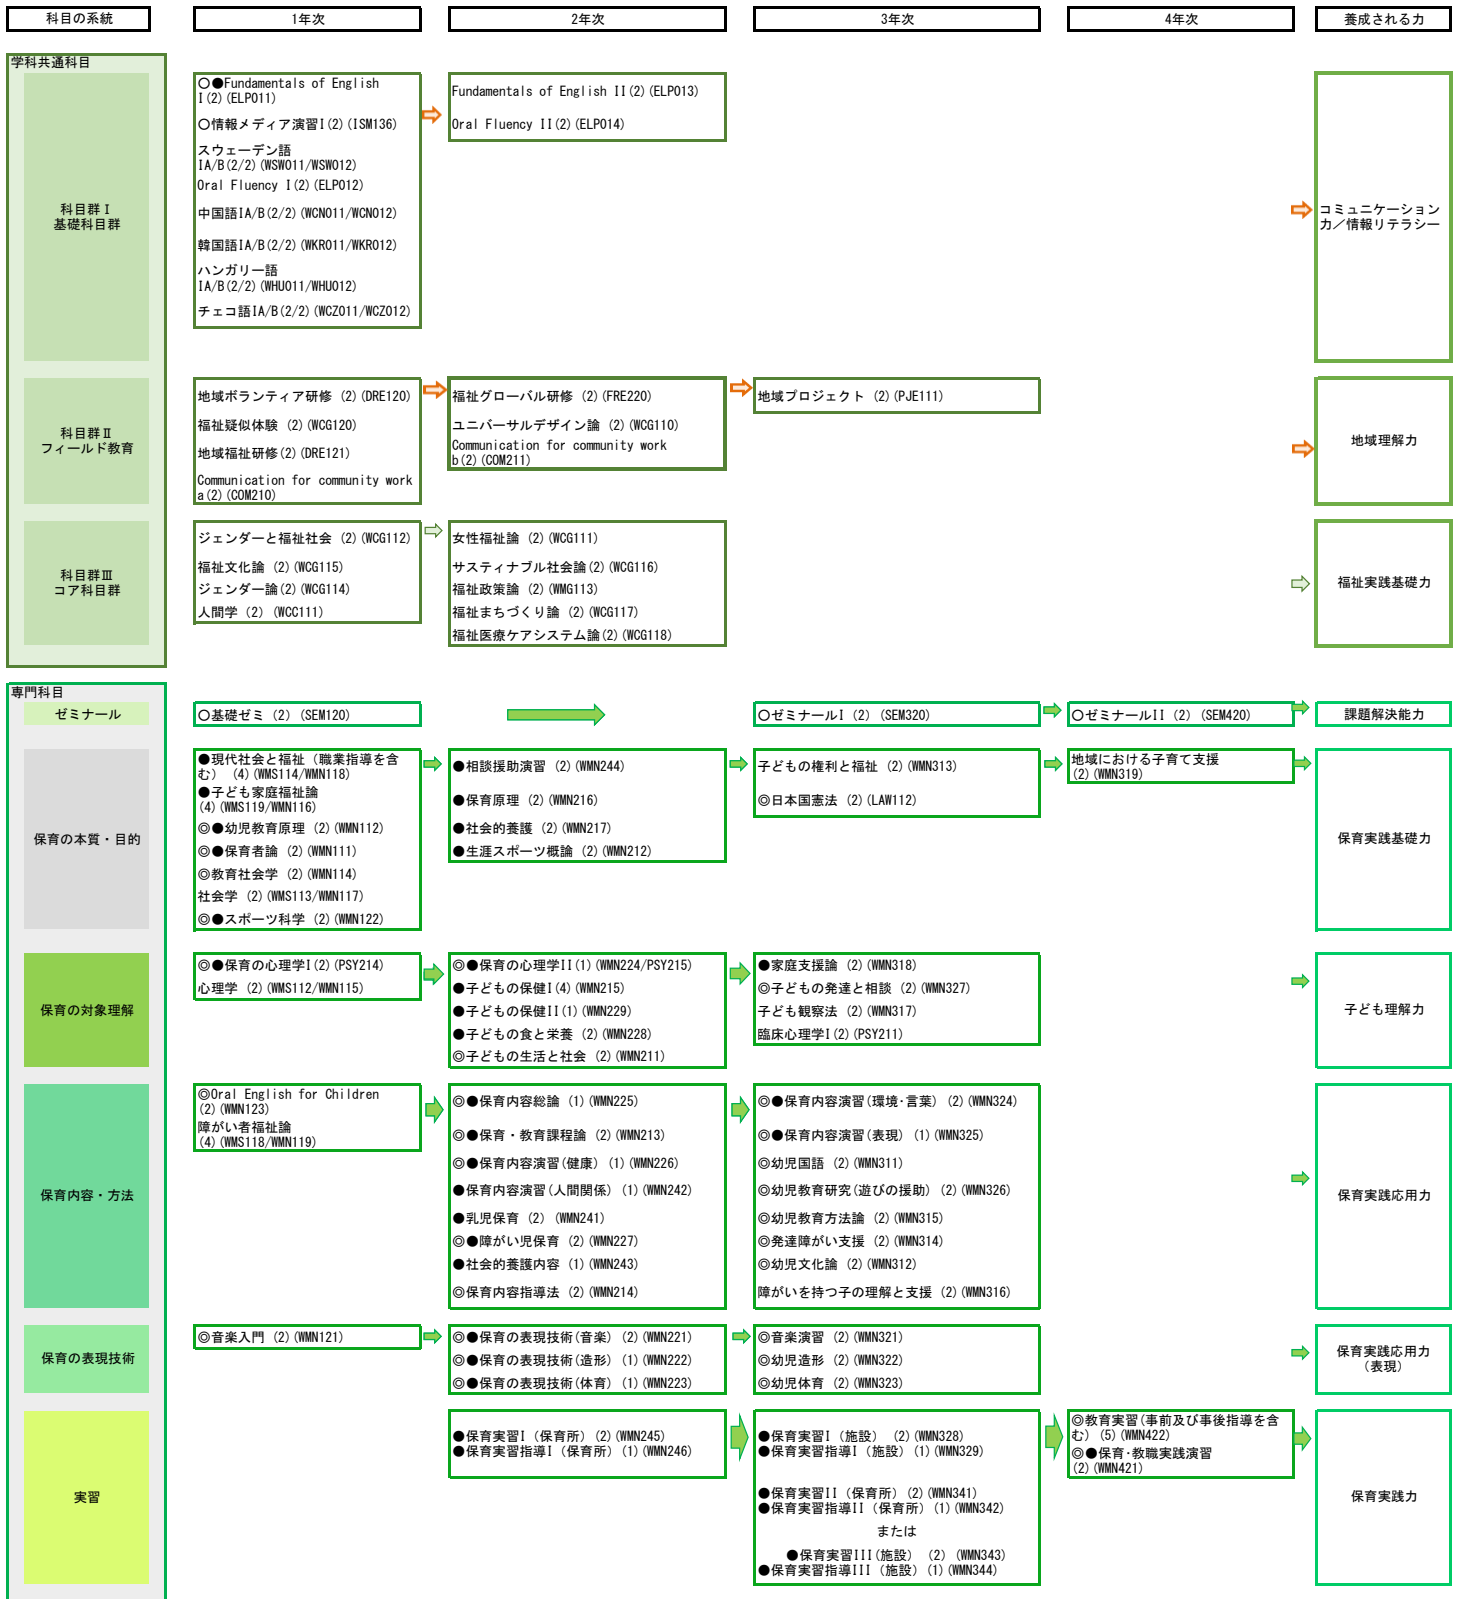 科目の系統
1年次
2年次
3年次
4年次
養成される力
学科共通科目
科目群Ⅰ
基礎科目群
○●Fundamentals of English
I(2)(ELP011)
○情報メディア演習I(2)(ISM136)
スウェーデン語
IA/B(2/2)(WSW011/WSW012)
Oral Fluency I(2)(ELP012)
中国語IA/B(2/2)(WCN011/WCN012)
韓国語IA/B(2/2)(WKR011/WKR012)
ハンガリー語
IA/B(2/2)(WHU011/WHU012)
チェコ語IA/B(2/2)(WCZ011/WCZ012)
Fundamentals of English II(2)(ELP013)
Oral Fluency II(2)(ELP014)
コミュニケーション
力／情報リテラシー
科目群Ⅱ
フィールド教育
地域ボランティア研修 (2)(DRE120)
福祉疑似体験 (2)(WCG120)
地域福祉研修(2)(DRE121)
Communication for community work
a(2)(COM210)
福祉グローバル研修 (2)(FRE220)
ユニバーサルデザイン論 (2)(WCG110)
Communication for community work
b(2)(COM211)
地域プロジェクト (2)(PJE111)
地域理解力
科目群Ⅲ
コア科目群
ジェンダーと福祉社会 (2)(WCG112)
福祉文化論 (2)(WCG115)
ジェンダー論(2)(WCG114)
人間学 (2) (WCC111)
女性福祉論 (2)(WCG111)
サスティナブル社会論(2)(WCG116)
福祉政策論 (2)(WMG113)
福祉まちづくり論 (2)(WCG117)
福祉医療ケアシステム論(2)(WCG118)
福祉実践基礎力
専門科目
ゼミナール
○基礎ゼミ (2) (SEM120)
○ゼミナールI (2) (SEM320)
○ゼミナールII (2) (SEM420)
課題解決能力
保育の本質・目的
●現代社会と福祉（職業指導を含
む） (4)(WMS114/WMN118)
●子ども家庭福祉論
(4)(WMS119/WMN116)
◎●幼児教育原理 (2)(WMN112)
◎●保育者論 (2)(WMN111)
◎教育社会学 (2)(WMN114)
社会学 (2)(WMS113/WMN117)
◎●スポーツ科学 (2)(WMN122)
●相談援助演習 (2)(WMN244)
●保育原理 (2)(WMN216)
●社会的養護 (2)(WMN217)
●生涯スポーツ概論 (2)(WMN212)
子どもの権利と福祉 (2)(WMN313)
◎日本国憲法 (2)(LAW112)
地域における子育て支援
(2)(WMN319)
保育実践基礎力
保育の対象理解
◎●保育の心理学I(2)(PSY214)
心理学 (2)(WMS112/WMN115)
◎●保育の心理学II(1)(WMN224/PSY215)
●子どもの保健I(4)(WMN215)
●子どもの保健II(1)(WMN229)
●子どもの食と栄養 (2)(WMN228)
◎子どもの生活と社会 (2)(WMN211)
●家庭支援論 (2)(WMN318)
◎子どもの発達と相談 (2)(WMN327)
子ども観察法 (2)(WMN317)
臨床心理学I(2)(PSY211)
子ども理解力
保育内容・方法
◎Oral English for Children
(2)(WMN123)
障がい者福祉論
(4)(WMS118/WMN119)
◎●保育内容総論 (1)(WMN225)
◎●保育・教育課程論 (2)(WMN213)
◎●保育内容演習(健康) (1)(WMN226)
●保育内容演習(人間関係) (1)(WMN242)
●乳児保育 (2) (WMN241)
◎●障がい児保育 (2)(WMN227)
●社会的養護内容 (1)(WMN243)
◎保育内容指導法 (2)(WMN214)
◎●保育内容演習(環境・言葉) (2)(WMN324)
◎●保育内容演習(表現) (1)(WMN325)
◎幼児国語 (2)(WMN311)
◎幼児教育研究(遊びの援助) (2)(WMN326)
◎幼児教育方法論 (2)(WMN315)
◎発達障がい支援 (2)(WMN314)
◎幼児文化論 (2)(WMN312)
障がいを持つ子の理解と支援 (2)(WMN316)
保育実践応用力
保育の表現技術
◎音楽入門 (2)(WMN121)
◎●保育の表現技術(音楽) (2)(WMN221)
◎●保育の表現技術(造形) (1)(WMN222)
◎●保育の表現技術(体育) (1)(WMN223)
◎音楽演習 (2)(WMN321)
◎幼児造形 (2)(WMN322)
◎幼児体育 (2)(WMN323)
保育実践応用力
（表現）
実習
●保育実習I（保育所）(2)(WMN245)
●保育実習指導I（保育所）(1)(WMN246)
●保育実習I（施設） (2)(WMN328)
●保育実習指導I（施設）(1)(WMN329)
●保育実習II（保育所）(2)(WMN341)
●保育実習指導II（保育所）(1)(WMN342)
または
●保育実習III(施設) (2) (WMN343)
●保育実習指導III（施設）(1)(WMN344)
◎教育実習(事前及び事後指導を含
む) (5)(WMN422)
◎●保育･教職実践演習
(2)(WMN421)
保育実践力